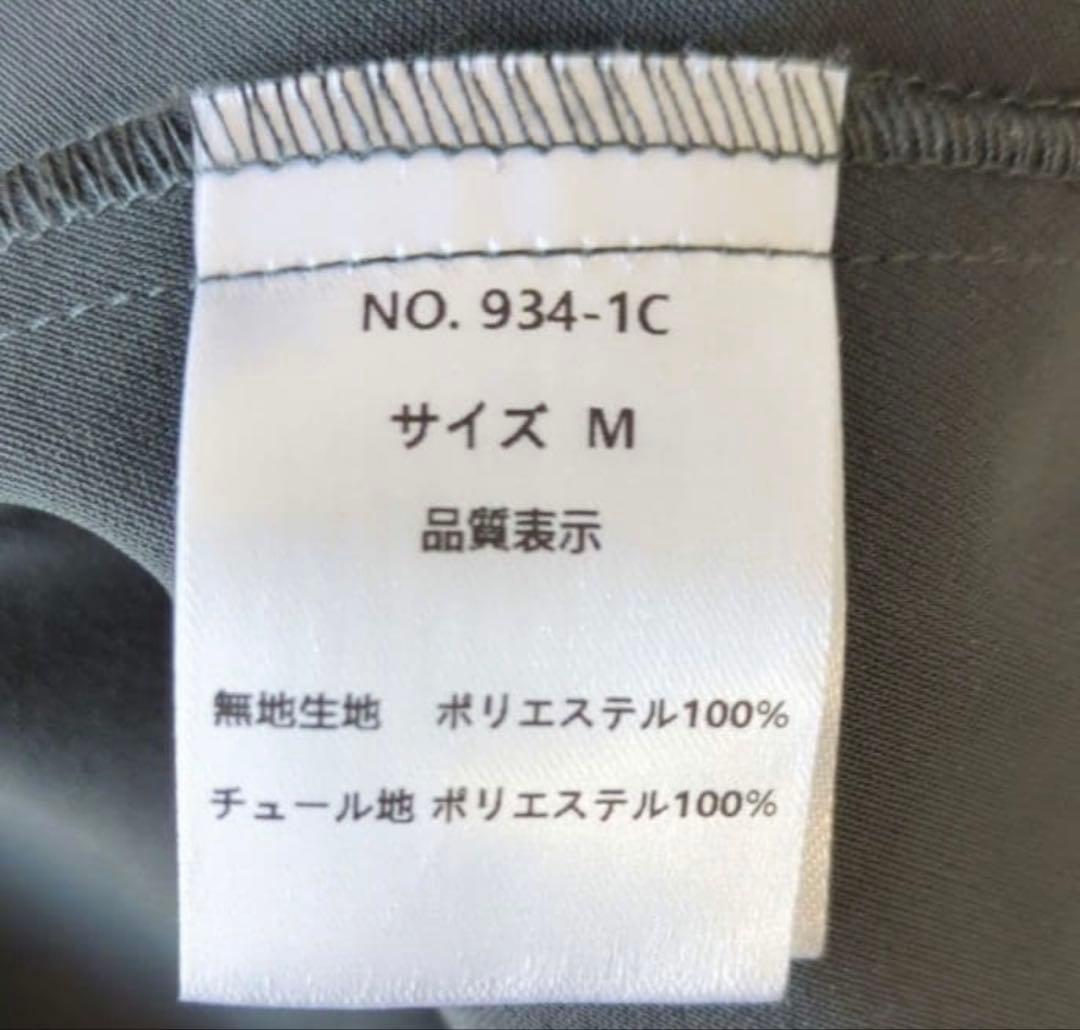 NO. 934-1C
サイズ M
品質表示
無地生地 ポリエステル100%
チュール地 ポリエステル100%